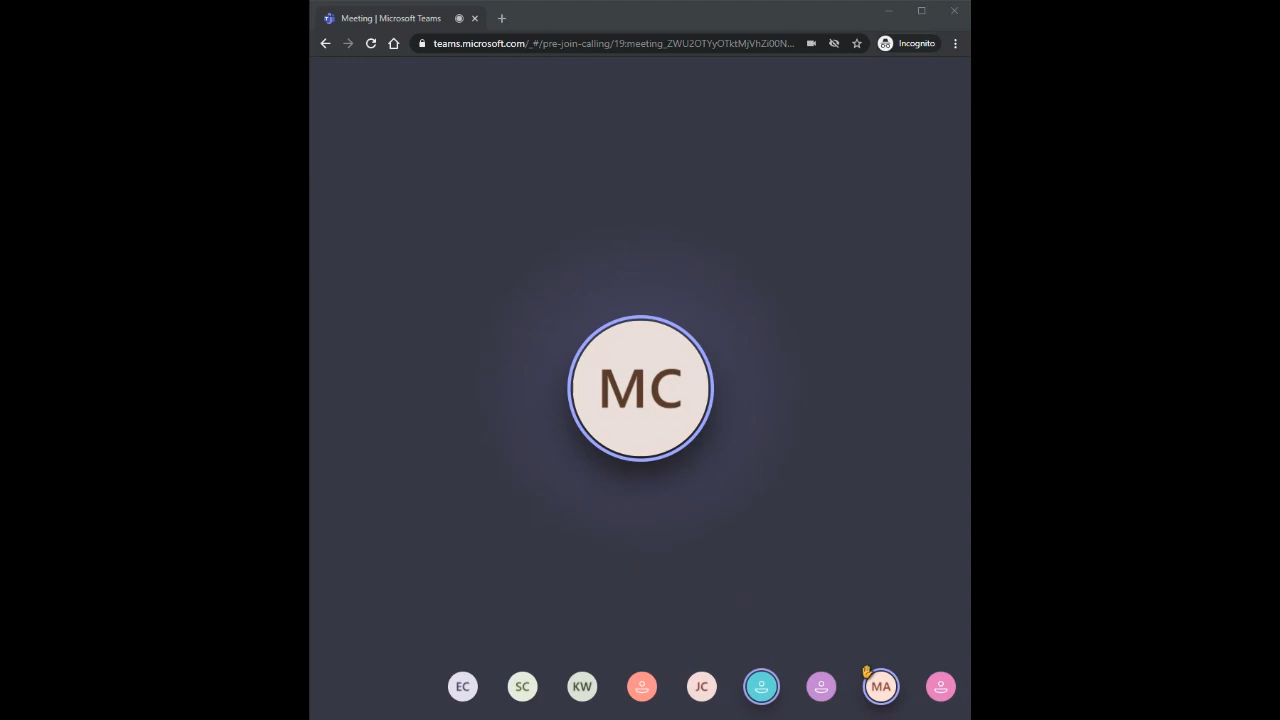 Meeting | Microsoft Teams
teams.microsoft.com/_#/pre-join-calling/19:meeting_ZWU2OTYyOTktMjVhZi00N...
Incognito
MC
EC
SC
KW
JC
MA